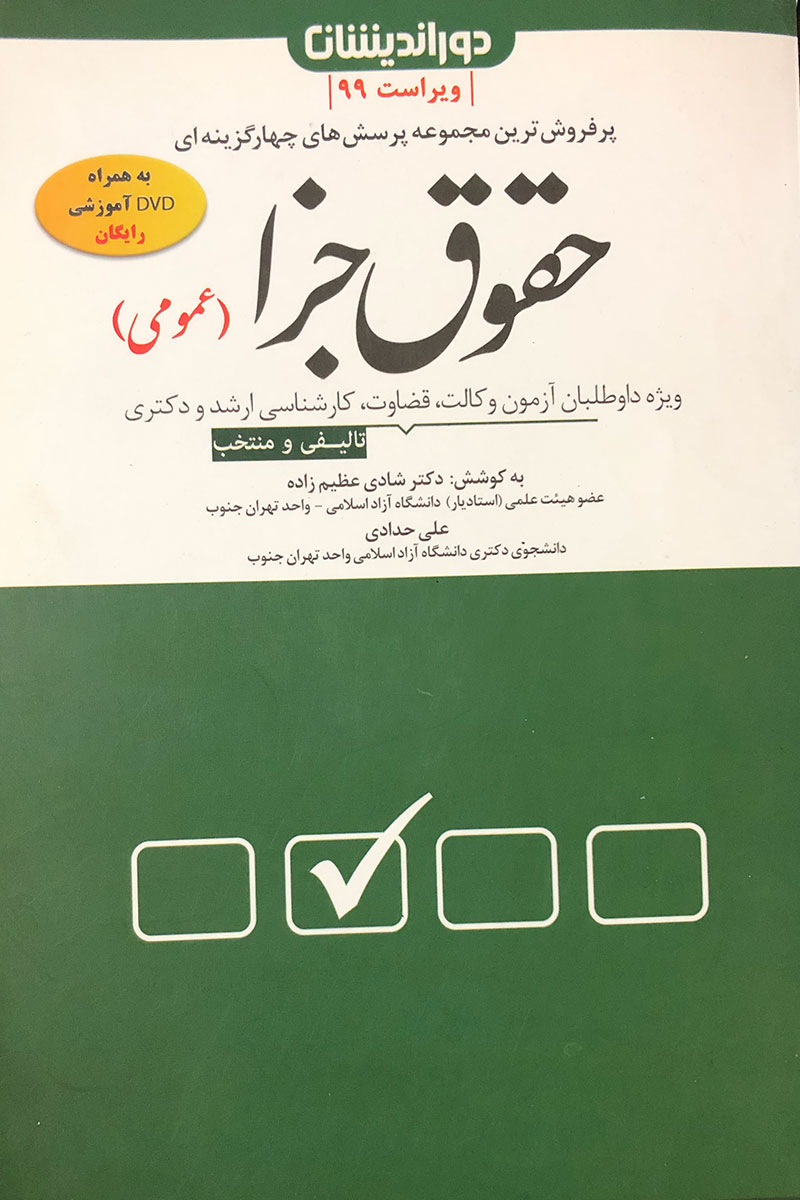 دوراندیشان
| ویراست ۹۹ |
پرفروش‌ترین مجموعه پرسش‌های چهارگزینه‌ای
به همراه
DVD آموزشی
رایگان
حقوق جزا
(عمومی)
ویژه داوطلبان آزمون وکالت، قضاوت، کارشناسی ارشد و دکتری
تالیفی و منتخب
به کوشش: دکتر شادی عظیم زاده
عضو هیئت علمی (استادیار) دانشگاه آزاد اسلامی - واحد تهران جنوب
علی حدادی
دانشجوی دکتری دانشگاه آزاد اسلامی واحد تهران جنوب